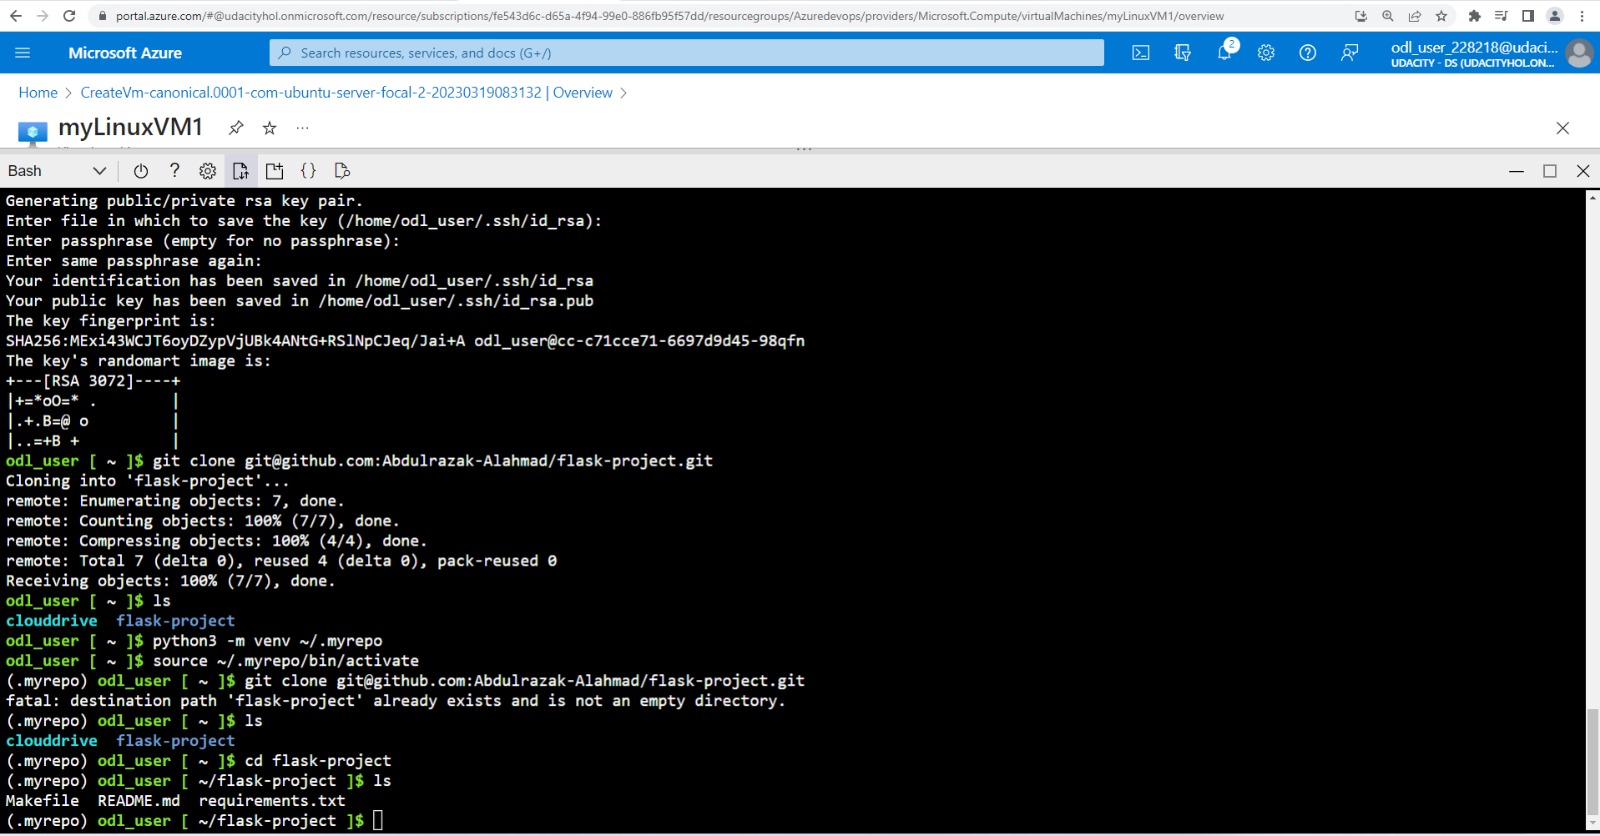 portal.azure.com/#@udacityhol.onmicrosoft.com/resource/subscriptions/fe543d6c-d65a-4f94-99e0-886fb95f57dd/resourcegroups/Azuredevops/providers/Microsoft.Compute/virtualMachines/myLinuxVM1/overview
Microsoft Azure
Search resources, services, and docs (G+/)
2
odl_user_228218@udaci...
UDACITY - DS (UDACITYHOL.ON...
Home > CreateVm-canonical.0001-com-ubuntu-server-focal-2-20230319083132 | Overview >
myLinuxVM1
Bash
Generating public/private rsa key pair.
Enter file in which to save the key (/home/odl_user/.ssh/id_rsa):
Enter passphrase (empty for no passphrase):
Enter same passphrase again:
Your identification has been saved in /home/odl_user/.ssh/id_rsa
Your public key has been saved in /home/odl_user/.ssh/id_rsa.pub
The key fingerprint is:
SHA256:MExi43WCJT6oyDZypVjUBk4ANtG+RSlNpCJeq/Jai+A odl_user@cc-c71cce71-6697d9d45-98qfn
The key's randomart image is:
+---[RSA 3072]----+
|+=*oO=* .        |
|.+.B=@ o         |
|..=+B +          |
odl_user [ ~ ]$ git clone git@github.com:Abdulrazak-Alahmad/flask-project.git
Cloning into 'flask-project'...
remote: Enumerating objects: 7, done.
remote: Counting objects: 100% (7/7), done.
remote: Compressing objects: 100% (4/4), done.
remote: Total 7 (delta 0), reused 4 (delta 0), pack-reused 0
Receiving objects: 100% (7/7), done.
odl_user [ ~ ]$ ls
clouddrive  flask-project
odl_user [ ~ ]$ python3 -m venv ~/.myrepo
odl_user [ ~ ]$ source ~/.myrepo/bin/activate
(.myrepo) odl_user [ ~ ]$ git clone git@github.com:Abdulrazak-Alahmad/flask-project.git
fatal: destination path 'flask-project' already exists and is not an empty directory.
(.myrepo) odl_user [ ~ ]$ ls
clouddrive  flask-project
(.myrepo) odl_user [ ~ ]$ cd flask-project
(.myrepo) odl_user [ ~/flask-project ]$ ls
Makefile  README.md  requirements.txt
(.myrepo) odl_user [ ~/flask-project ]$